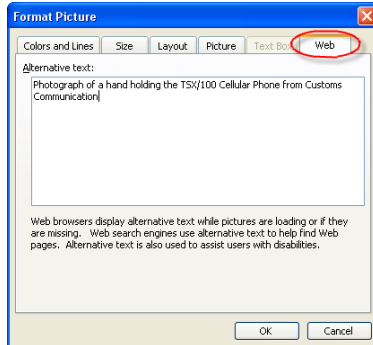 Format Picture
Colors and Lines Size Layout Picture Text Box Web
Alternative text:
Photograph of a hand holding the TSX/100 Cellular Phone from Customs
Communication
Web browsers display alternative text while pictures are loading or if they
are missing. Web search engines use alternative text to help find Web
pages. Alternative text is also used to assist users with disabilities.
OK Cancel